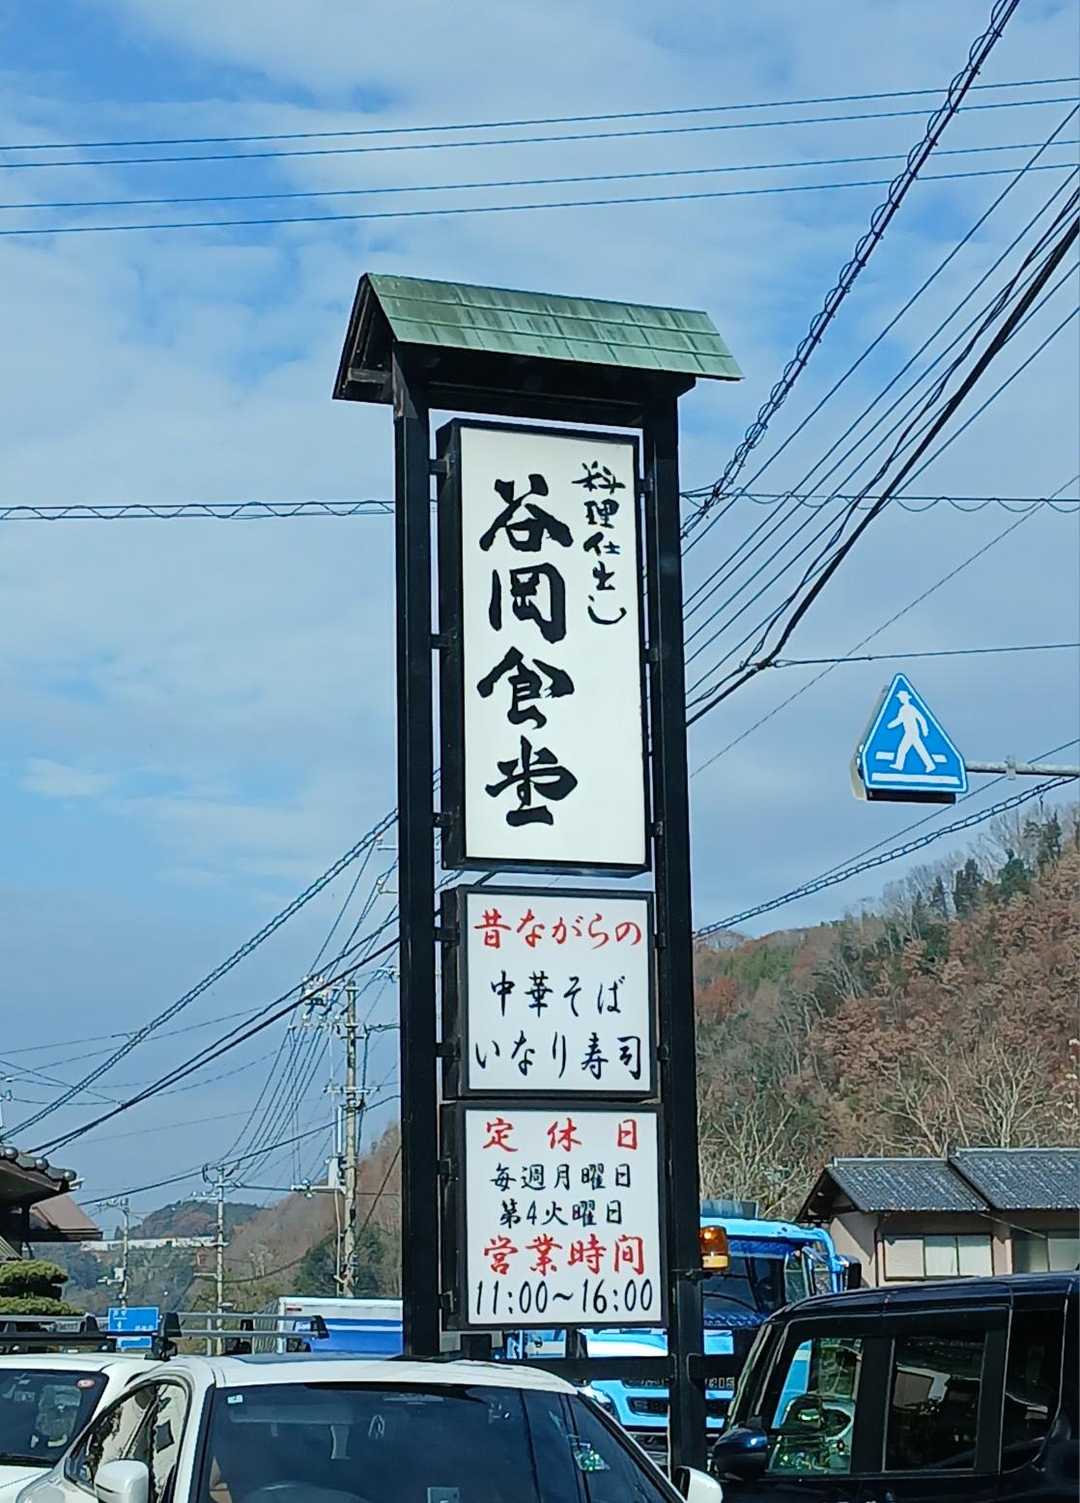 料理仕出し
谷岡食堂
昔ながらの
中華そば
いなり寿司
定休日
毎週月曜日
第4火曜日
営業時間
11:00～16:00